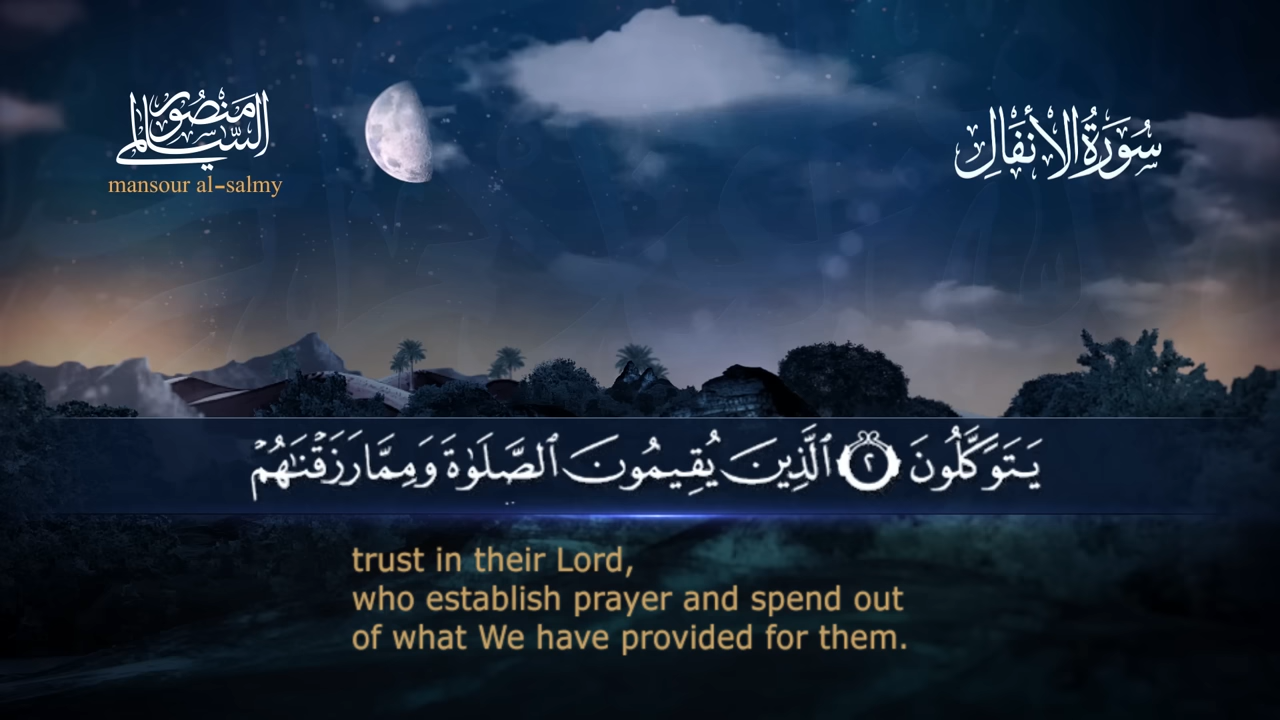 منصور السالمي
mansour al-salmy
سُورَةُ الأَنفَالِ
يَتَوَكَّلُونَ ٢ ٱلَّذِينَ يُقِيمُونَ ٱلصَّلَوٰةَ وَمِمَّا رَزَقْنَٰهُمْ
trust in their Lord,
who establish prayer and spend out
of what We have provided for them.